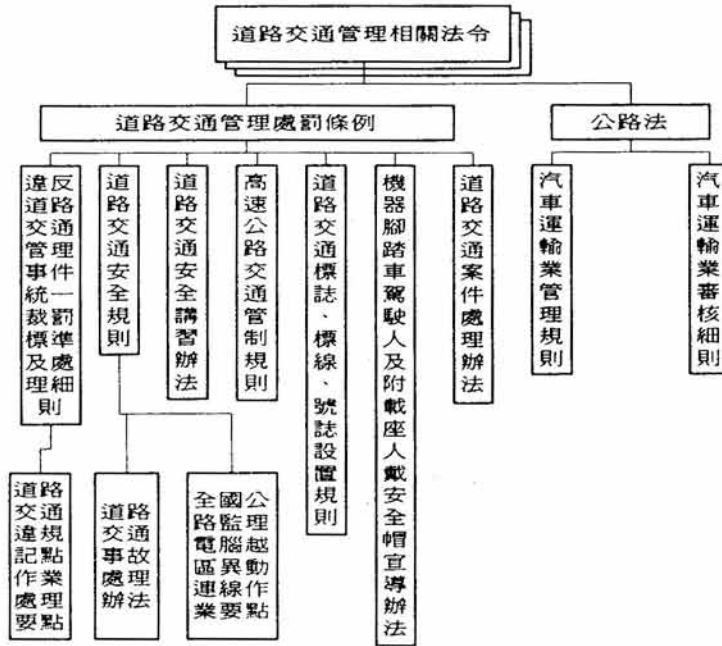 道路交通管理相關法令
道路交通管理處罰條例
公路法
違反
道路
交通
管理
事件
統一
裁罰
標準
及處
理細
則
道路交通安全規則
道路交通安全講習辦法
高速公路交通管制規則
道路交通標誌、標線、號誌設置規則
機器腳踏車駕駛人及附載座人戴安全帽宣導辦法
道路交通案件處理辦法
汽車運輸業管理規則
汽車運輸業審核細則
道路
交通
違規
記點
作業
處理
要點
道路
交通
事故
處理
辦法
全國公
路監理
電腦越
區異動
連線作
業要點